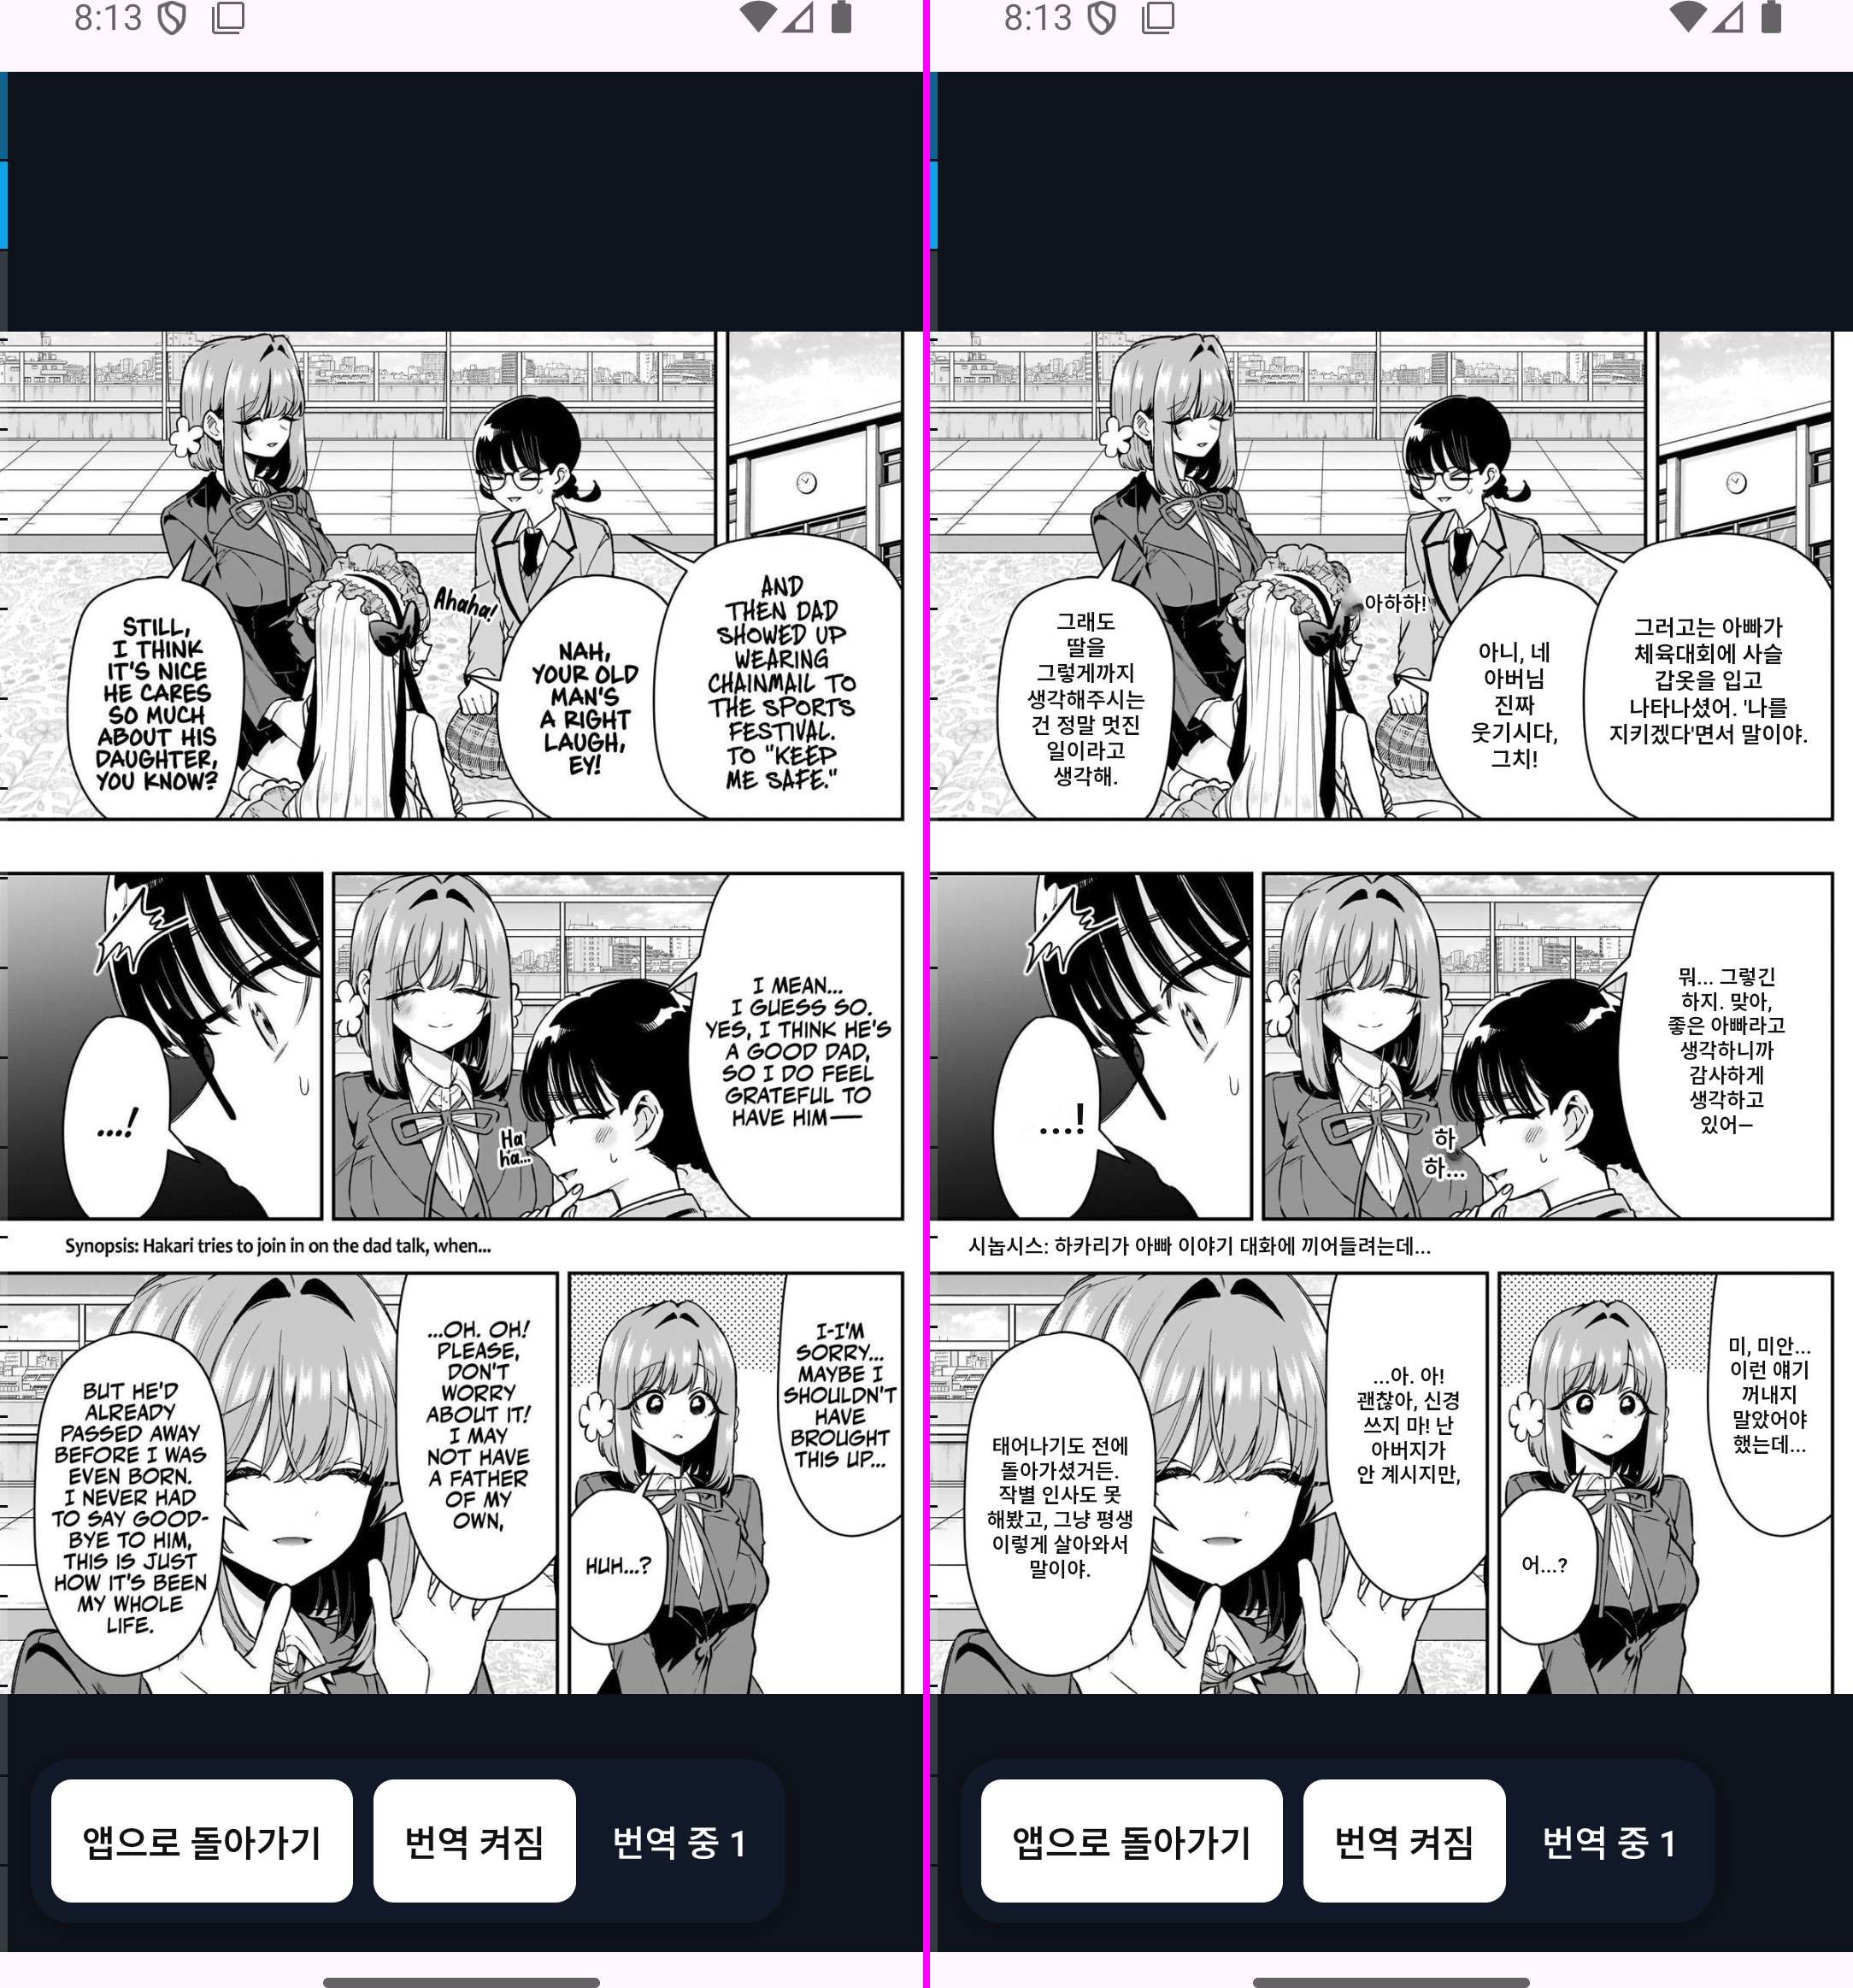 8:13
AND
THEN DAD
SHOWED UP
WEARING
CHAINMAIL TO
THE SPORTS
FESTIVAL.
TO "KEEP
ME SAFE."
Ahaha!
NAH,
YOUR OLD
MAN'S
A RIGHT
LAUGH,
EY!
STILL,
I THINK
IT'S NICE
HE CARES
SO MUCH
ABOUT HIS
DAUGHTER,
YOU KNOW?
I MEAN...
I GUESS SO.
YES, I THINK HE'S
A GOOD DAD,
SO I DO FEEL
GRATEFUL TO
HAVE HIM—
Ha
ha...
...!
Synopsis: Hakari tries to join in on the dad talk, when...
I-I'M
SORRY...
MAYBE I
SHOULDN'T
HAVE
BROUGHT
THIS UP...
HUH...?
...OH. OH!
PLEASE,
DON'T
WORRY
ABOUT IT!
I MAY
NOT HAVE
A FATHER
OF MY
OWN,
BUT HE'D
ALREADY
PASSED AWAY
BEFORE I WAS
EVEN BORN.
I NEVER HAD
TO SAY GOOD-
BYE TO HIM,
THIS IS JUST
HOW IT'S BEEN
MY WHOLE
LIFE.
앱으로 돌아가기
번역 켜짐
번역 중 1
8:13
그러고는 아빠가
체육대회에 사슬
갑옷을 입고
나타나셨어. '나를
지키겠다'면서 말이야.
아하하!
아니, 네
아버님
진짜
웃기시다,
그치!
그래도
딸을
그렇게까지
생각해주시는
건 정말 멋진
일이라고
생각해.
뭐... 그렇긴
하지. 맞아,
좋은 아빠라고
생각하니까
감사하게
생각하고
있어—
하
하...
...!
시놉시스: 하카리가 아빠 이야기 대화에 끼어들려는데...
미, 미안...
이런 얘기
꺼내지
말았어야
했는데...
어...?
...아. 아!
괜찮아, 신경
쓰지 마! 난
아버지가
안 계시지만,
태어나기도 전에
돌아가셨거든.
작별 인사도 못
해봤고, 그냥 평생
이렇게 살아와서
말이야.
앱으로 돌아가기
번역 켜짐
번역 중 1